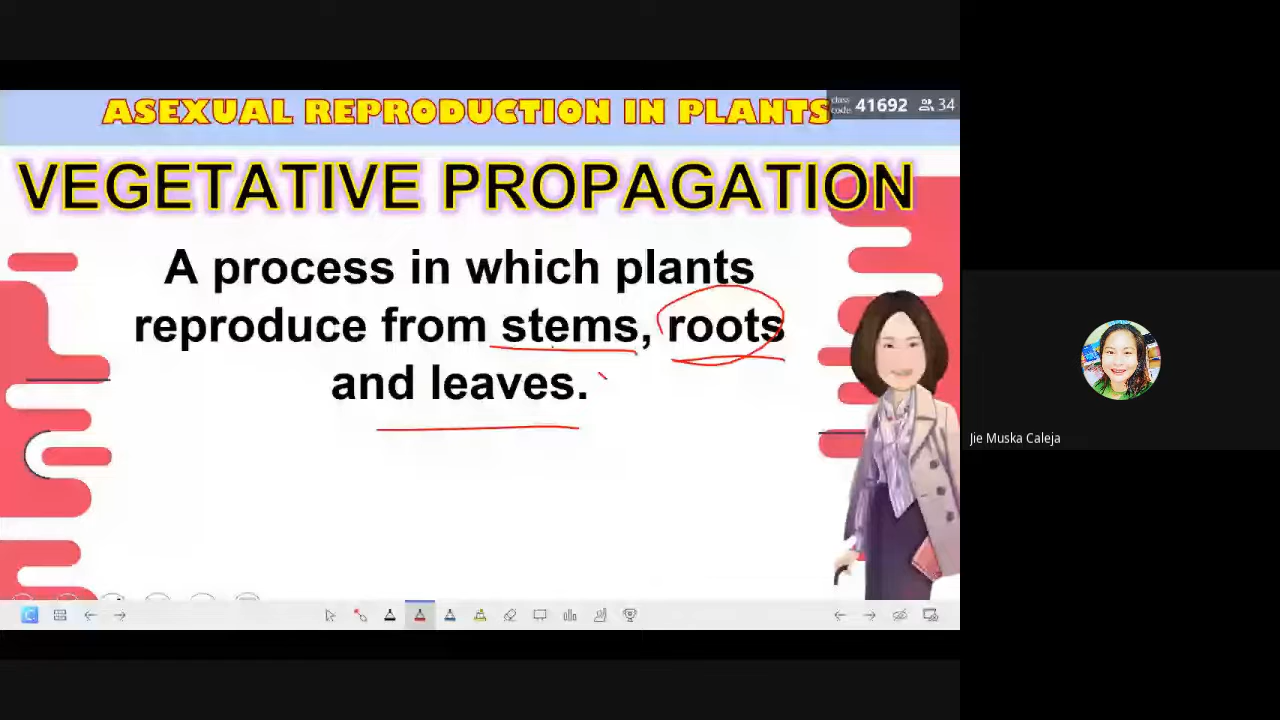 ASEXUAL REPRODUCTION IN PLANTS
class code: 41692 34
VEGETATIVE PROPAGATION
A process in which plants
reproduce from stems, roots
and leaves.
Jie Muska Caleja